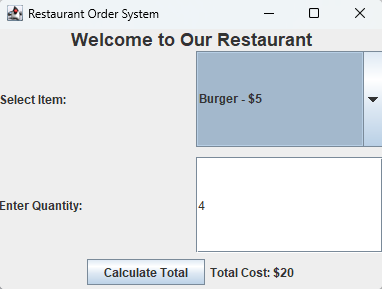 Restaurant Order System
Welcome to Our Restaurant
Select Item:
Burger - $5
Enter Quantity:
4
Calculate Total
Total Cost: $20